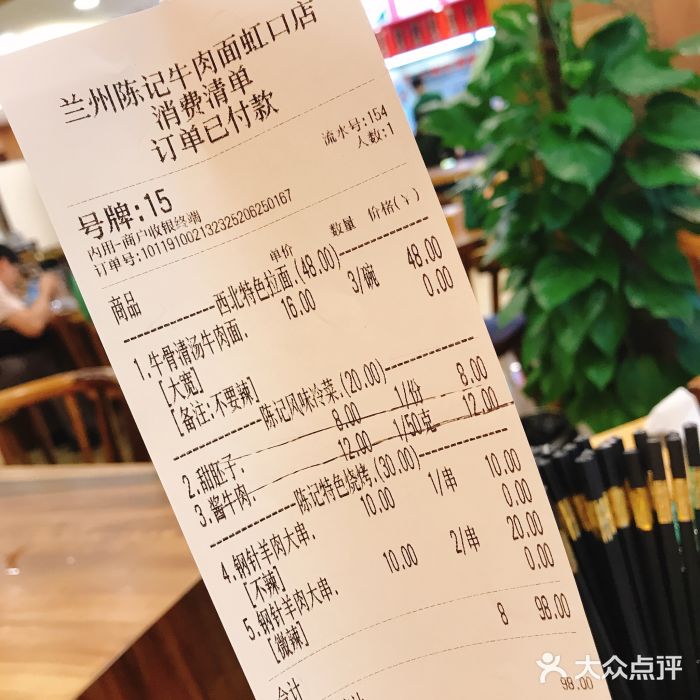 兰州陈记牛肉面虹口店
消费清单
订单已付款
流水号:154
人数:1
号牌:15
内用-商户收银终端
订单号:101191002132325206250167
商品 单价 数量 价格(¥)
--------西北特色拉面.(48.00)--------
1.牛骨清汤牛肉面. 16.00 3/碗 48.00
[大宽] 0.00
[备注:不要辣]
--------陈记风味冷菜.(20.00)--------
2.甜胚子. 8.00 1/份 8.00
3.酱牛肉. 12.00 1/50克 12.00
--------陈记特色烧烤.(30.00)--------
4.钢针羊肉大串. 10.00 1/串 10.00
[不辣] 0.00
5.钢针羊肉大串. 10.00 2/串 20.00
[微辣] 0.00
合计 8 98.00
98.00
大众点评